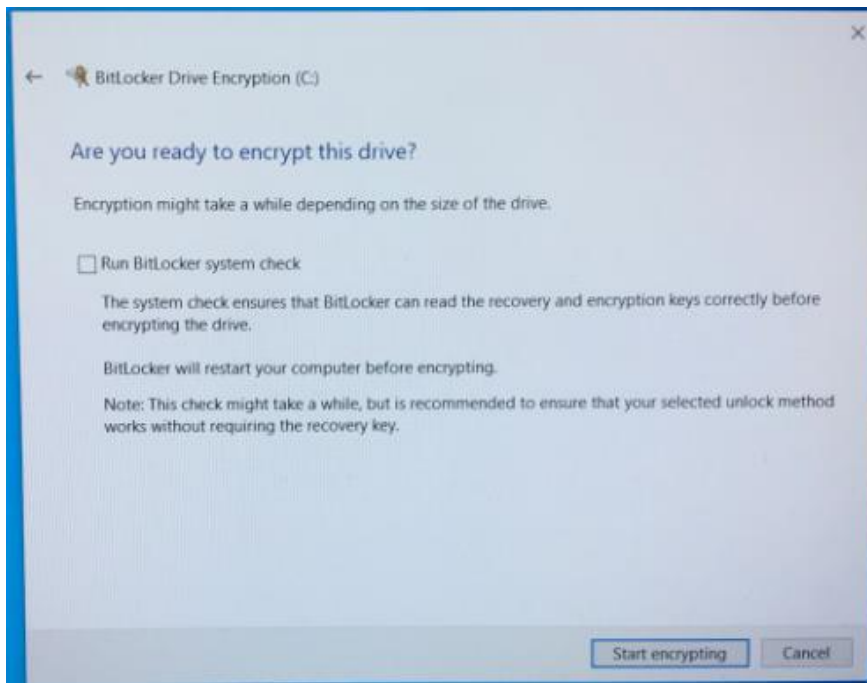 BitLocker Drive Encryption (C:)
Are you ready to encrypt this drive?
Encryption might take a while depending on the size of the drive.
Run BitLocker system check
The system check ensures that BitLocker can read the recovery and encryption keys correctly before
encrypting the drive.
BitLocker will restart your computer before encrypting.
Note: This check might take a while, but is recommended to ensure that your selected unlock method
works without requiring the recovery key.
Start encrypting
Cancel